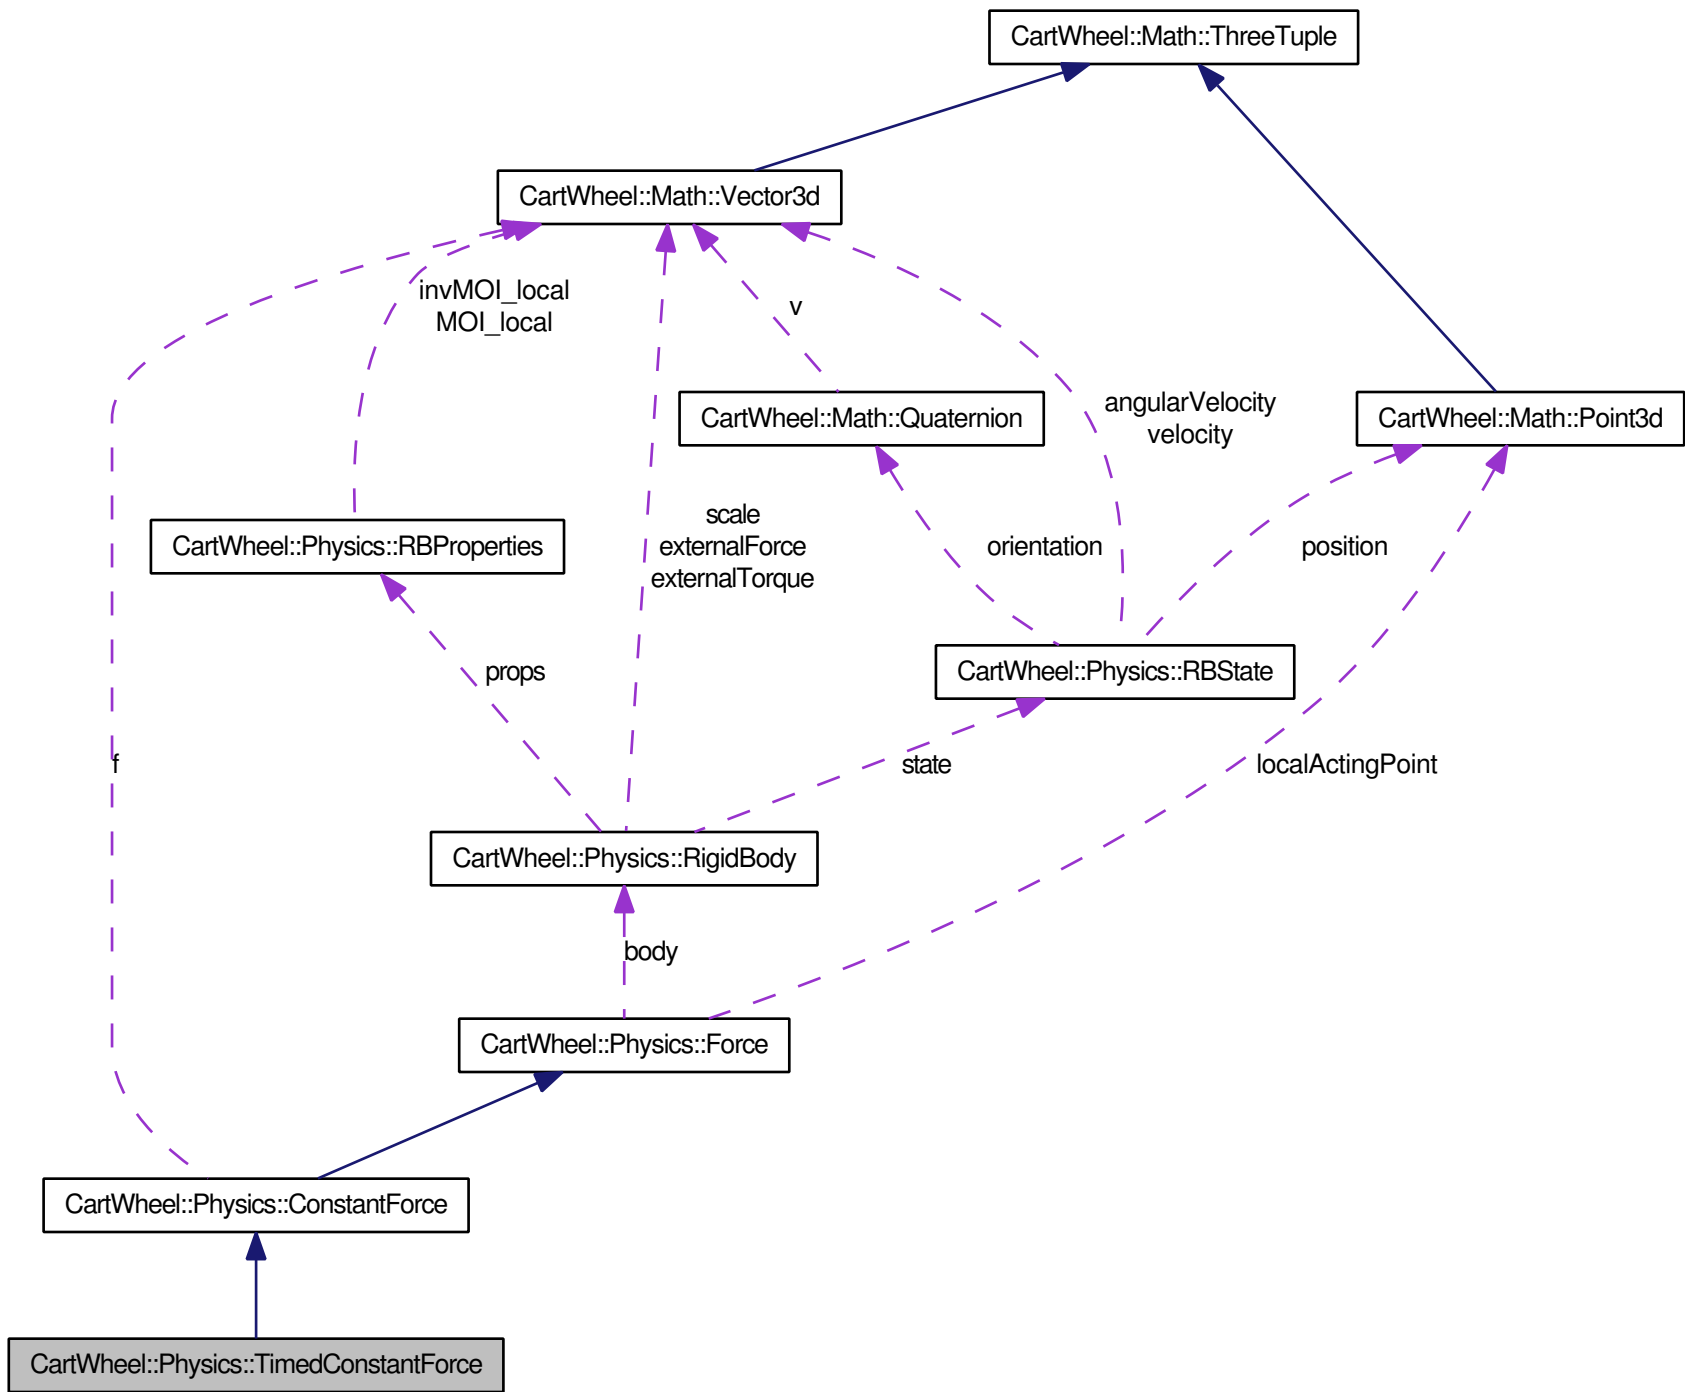 CartWheel::Math::ThreeTuple
CartWheel::Math::Vector3d
invMOI_local
MOI_local
v
angularVelocity
velocity
CartWheel::Math::Quaternion
CartWheel::Math::Point3d
scale
externalForce
externalTorque
CartWheel::Physics::RBProperties
orientation
position
props
CartWheel::Physics::RBState
f
state
localActingPoint
CartWheel::Physics::RigidBody
body
CartWheel::Physics::Force
CartWheel::Physics::ConstantForce
CartWheel::Physics::TimedConstantForce